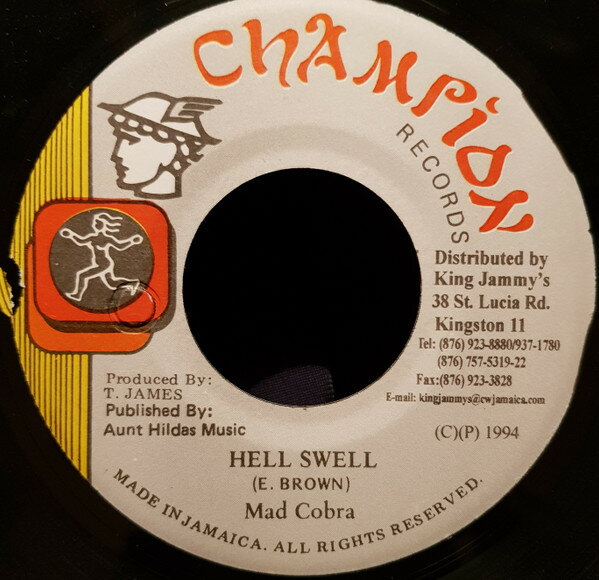 CHAMPION
RECORDS
Distributed by
King Jammy's
38 St. Lucia Rd.
Kingston 11
Tel: (876) 923-8880/937-1780
(876) 757-5319-22
Fax:(876) 923-3828
E-mail: kingjammys@cwjamaica.com
Produced By:
T. JAMES
Published By:
Aunt Hildas Music
(C)(P) 1994
HELL SWELL
(E. BROWN)
Mad Cobra
MADE IN JAMAICA. ALL RIGHTS RESERVED.